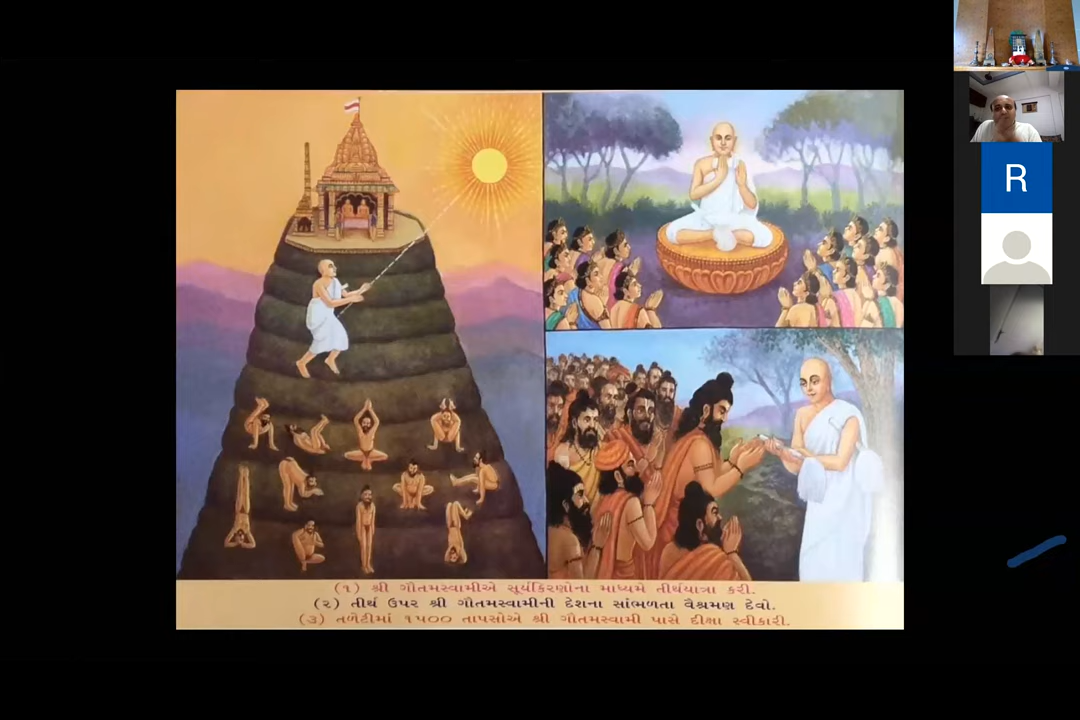 (૧) શ્રી ગૌતમસ્વામીએ સૂર્યકિરણોના માધ્યમે તીર્થયાત્રા કરી.
(૨) તીર્થ ઉપર શ્રી ગૌતમસ્વામીની દેશના સાંભળતા વૈશ્રમણ દેવો.
(૩) તળેટીમાં ૧૫૦૦ તાપસોએ શ્રી ગૌતમસ્વામી પાસે દીક્ષા સ્વીકારી.
R